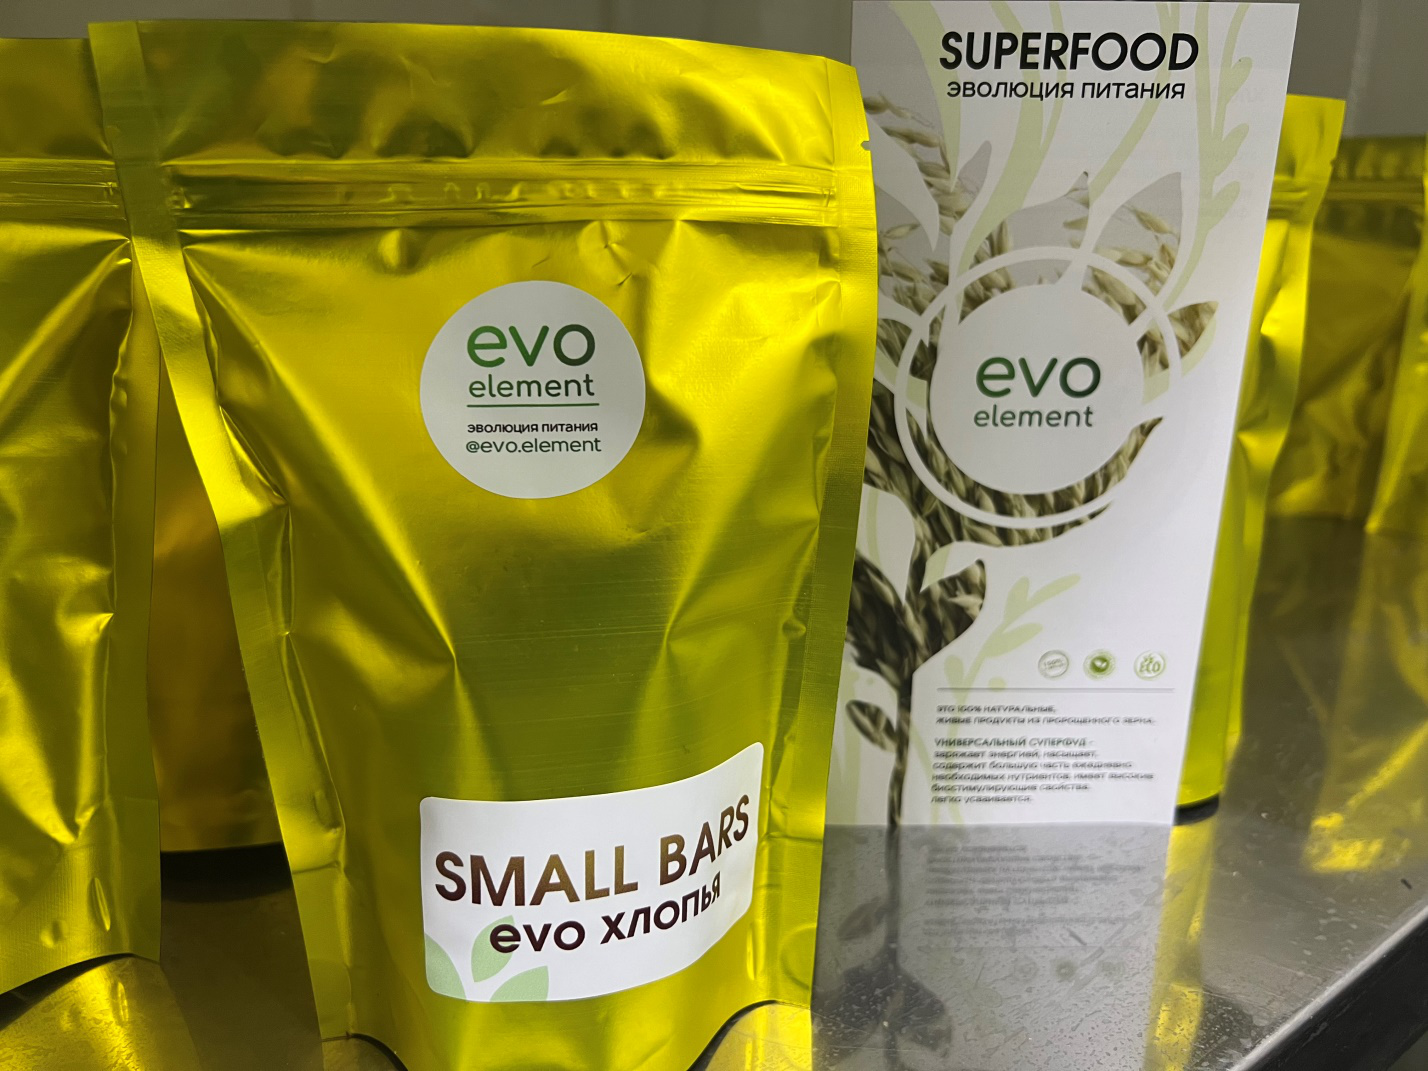 evo
element
эволюция питания
@evo.element
SMALL BARS
evo хлопья
SUPERFOOD
эволюция питания
evo
element
eco
ЭТО 100% НАТУРАЛЬНЫЕ,
ЖИВЫЕ ПРОДУКТЫ ИЗ ПРОРОЩЕННОГО ЗЕРНА.
УНИВЕРСАЛЬНЫЙ СУПЕРФУД -
заряжает энергией, насыщает,
содержит большую часть ежедневно
необходимых нутриентов, имеет высокие
биостимулирующие свойства,
легко усваивается.